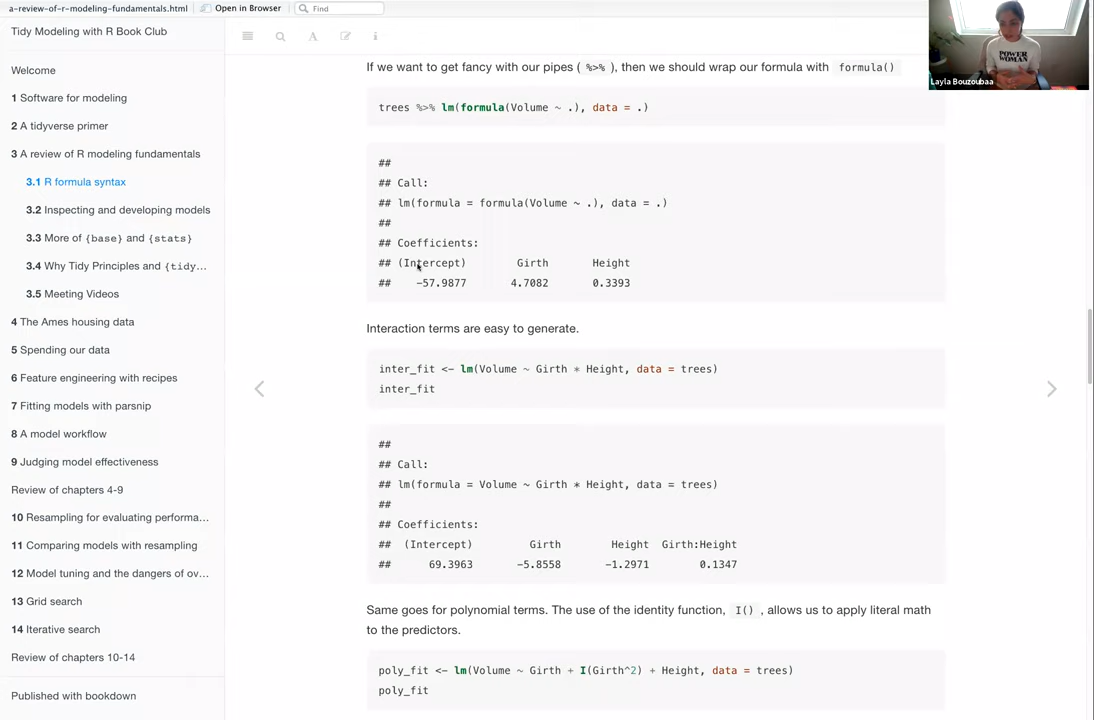 a-review-of-r-modeling-fundamentals.html Open in Browser Find
Tidy Modeling with R Book Club
Welcome
1 Software for modeling
2 A tidyverse primer
3 A review of R modeling fundamentals
3.1 R formula syntax
3.2 Inspecting and developing models
3.3 More of {base} and {stats}
3.4 Why Tidy Principles and {tidy...
3.5 Meeting Videos
4 The Ames housing data
5 Spending our data
6 Feature engineering with recipes
7 Fitting models with parsnip
8 A model workflow
9 Judging model effectiveness
Review of chapters 4-9
10 Resampling for evaluating performa...
11 Comparing models with resampling
12 Model tuning and the dangers of ov...
13 Grid search
14 Iterative search
Review of chapters 10-14
Published with bookdown
If we want to get fancy with our pipes ( %>% ), then we should wrap our formula with formula()
trees %>% lm(formula(Volume ~ .), data = .)
##
## Call:
## lm(formula = formula(Volume ~ .), data = .)
##
## Coefficients:
## (Intercept) Girth Height
## -57.9877 4.7082 0.3393
Interaction terms are easy to generate.
inter_fit <- lm(Volume ~ Girth * Height, data = trees)
inter_fit
##
## Call:
## lm(formula = Volume ~ Girth * Height, data = trees)
##
## Coefficients:
## (Intercept) Girth Height Girth:Height
## 69.3963 -5.8558 -1.2971 0.1347
Same goes for polynomial terms. The use of the identity function, I() , allows us to apply literal math
to the predictors.
poly_fit <- lm(Volume ~ Girth + I(Girth^2) + Height, data = trees)
poly_fit
POWER
WOMAN
Layla Bouzoubaa